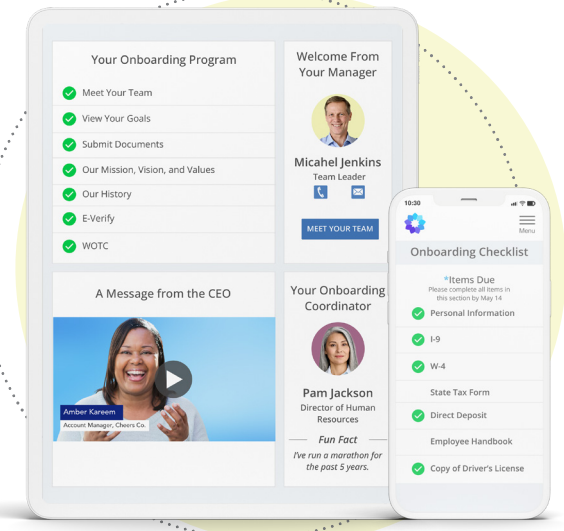 Your Onboarding Program
Meet Your Team
View Your Goals
Submit Documents
Our Mission, Vision, and Values
Our History
E-Verify
WOTC
Welcome From
Your Manager
Micahel Jenkins
Team Leader
MEET YOUR TEAM
A Message from the CEO
Amber Kareem
Account Manager, Cheers Co.
Your Onboarding
Coordinator
Pam Jackson
Director of Human
Resources
Fun Fact
I've run a marathon for
the past 5 years.
10:30
Menu
Onboarding Checklist
*Items Due
Please complete all items in
this section by May 14
Personal Information
I-9
W-4
State Tax Form
Direct Deposit
Employee Handbook
Copy of Driver's License